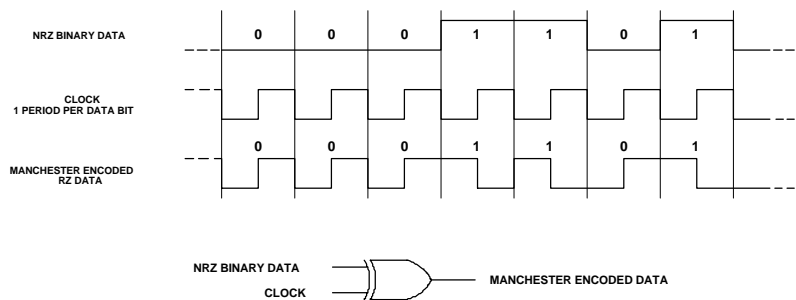 NRZ BINARY DATA
0 0 0 1 1 0 1
CLOCK
1 PERIOD PER DATA BIT
0 0 0 1 1 0 1
MANCHESTER ENCODED
RZ DATA
NRZ BINARY DATA
CLOCK
MANCHESTER ENCODED DATA